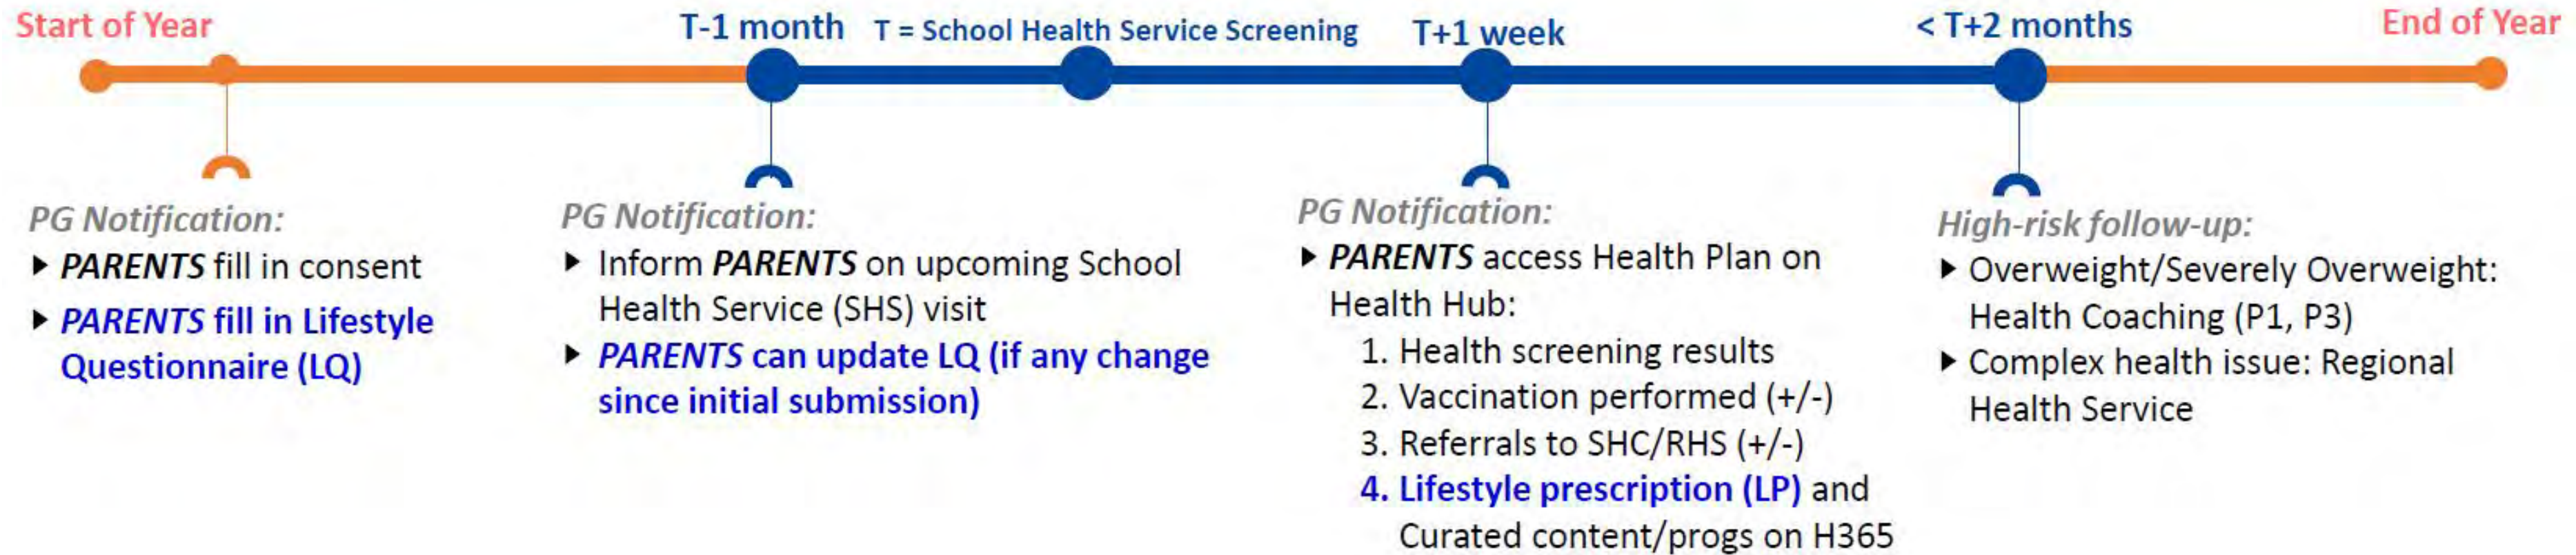 Start of Year
T-1 month
T = School Health Service Screening
T+1 week
< T+2 months
End of Year
PG Notification:
▸ PARENTS fill in consent
▸ PARENTS fill in Lifestyle
Questionnaire (LQ)
PG Notification:
▸ Inform PARENTS on upcoming School
Health Service (SHS) visit
▸ PARENTS can update LQ (if any change
since initial submission)
PG Notification:
▸ PARENTS access Health Plan on
Health Hub:
1. Health screening results
2. Vaccination performed (+/-)
3. Referrals to SHC/RHS (+/-)
4. Lifestyle prescription (LP) and
Curated content/progs on H365
High-risk follow-up:
▸ Overweight/Severely Overweight:
Health Coaching (P1, P3)
▸ Complex health issue: Regional
Health Service